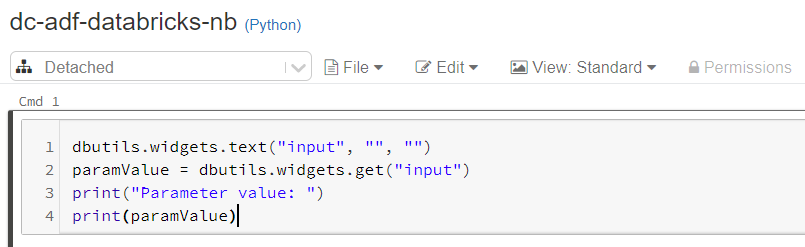 dc-adf-databricks-nb (Python)
Detached File Edit View: Standard Permissions
Cmd 1
1 dbutils.widgets.text("input", "", "")
2 paramValue = dbutils.widgets.get("input")
3 print("Parameter value: ")
4 print(paramValue)